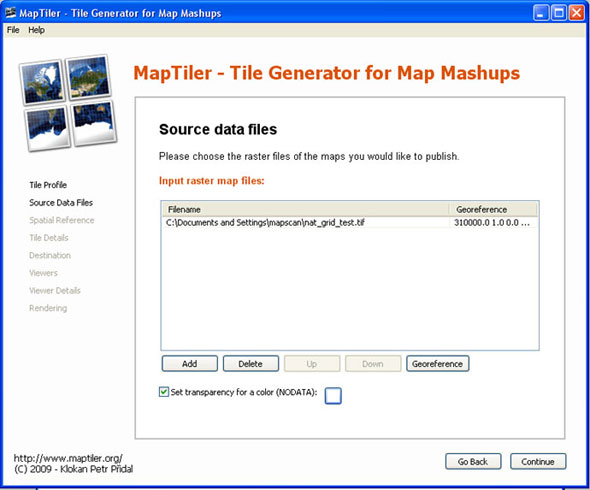 MapTiler - Tile Generator for Map Mashups
File Help
MapTiler - Tile Generator for Map Mashups
Source data files
Please choose the raster files of the maps you would like to publish.
Input raster map files:
Filename Georeference
C:\Documents and Settings\mapscan\nat_grid_test.tif 310000.0 1.0 0.0 ...
Tile Profile
Source Data Files
Spatial Reference
Tile Details
Destination
Viewers
Viewer Details
Rendering
Add Delete Up Down Georeference
Set transparency for a color (NODATA):
http://www.maptiler.org/
(C) 2009 - Klokan Petr Přidal
Go Back Continue